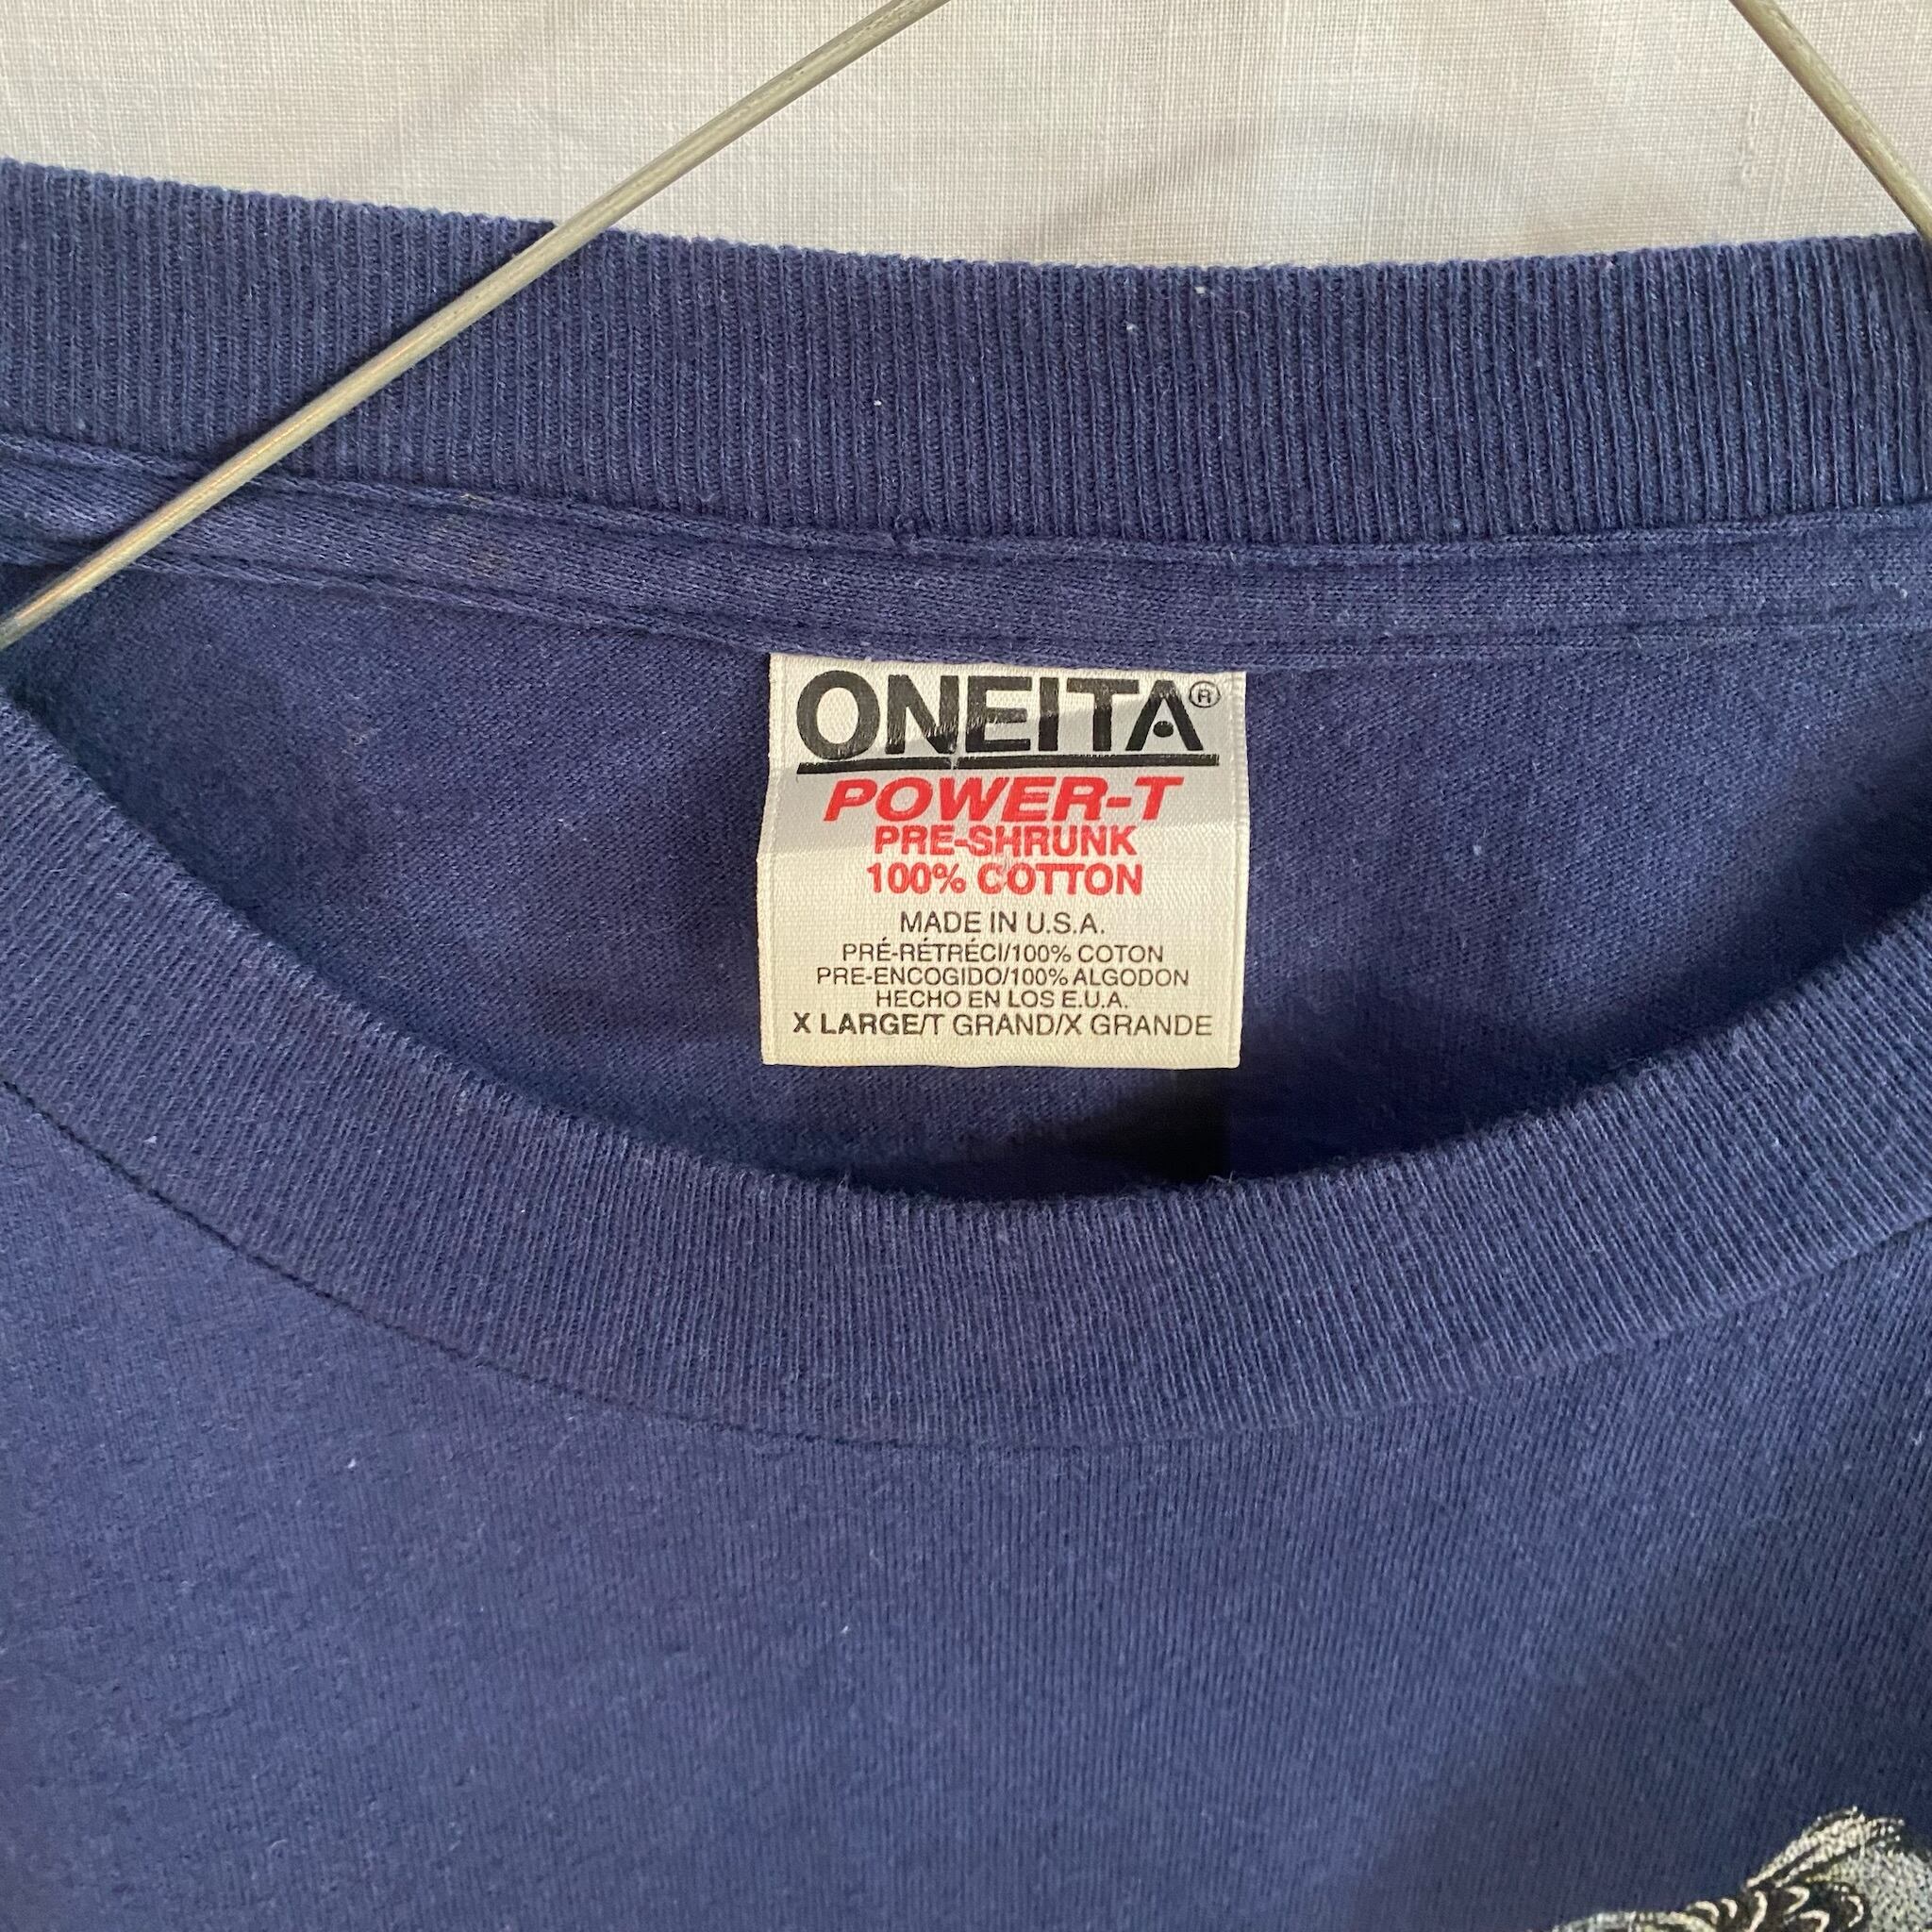 ONEITA®
POWER-T
PRE-SHRUNK
100% COTTON
MADE IN U.S.A.
PRÉ-RÉTRÉCI/100% COTON
PRE-ENCOGIDO/100% ALGODON
HECHO EN LOS E.U.A.
X LARGE/T GRAND/X GRANDE